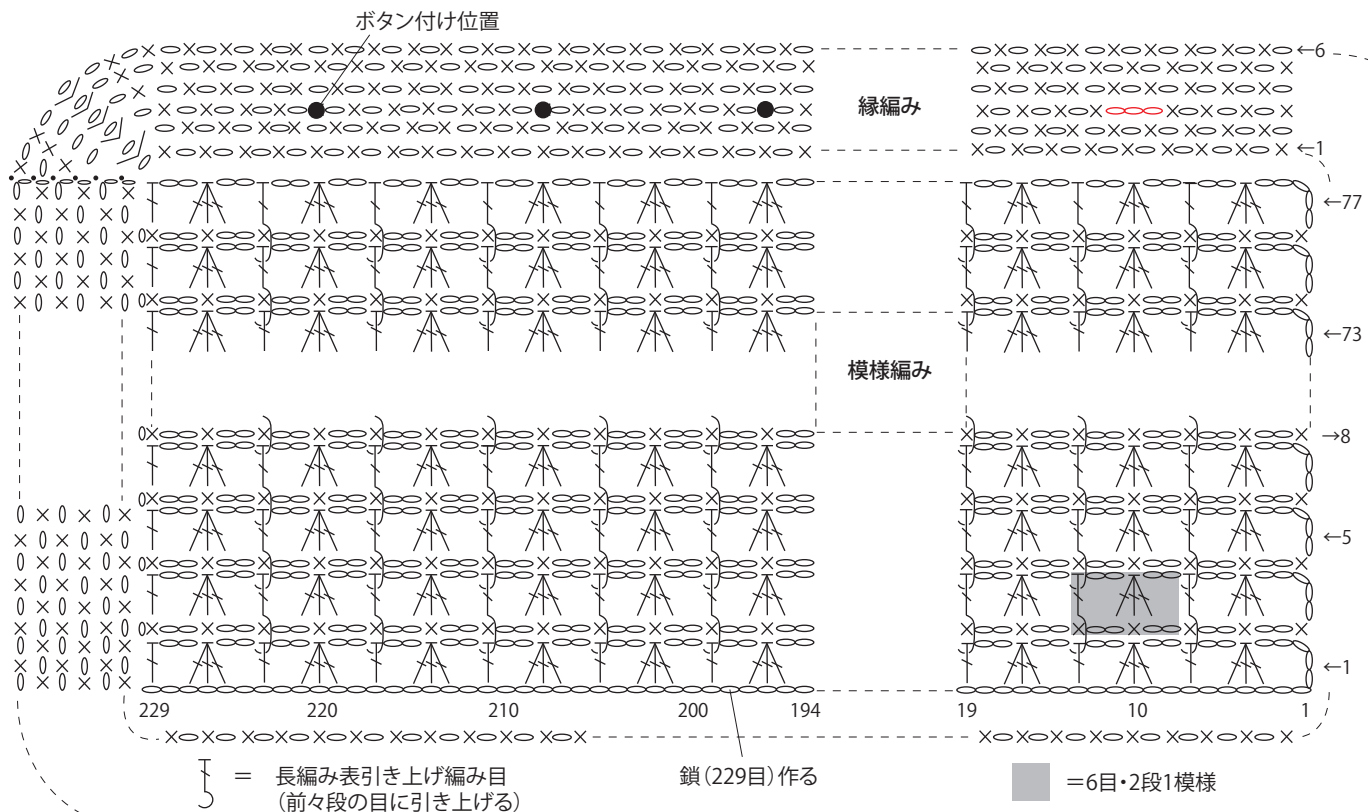 ボタン付け位置
←6
縁編み
←1
←77
←73
模様編み
→8
←5
←1
229 220 210 200 194 19 10 1
= 長編み表引き上げ編み目
(前々段の目に引き上げる)
鎖(229目)作る
=6目・2段1模様